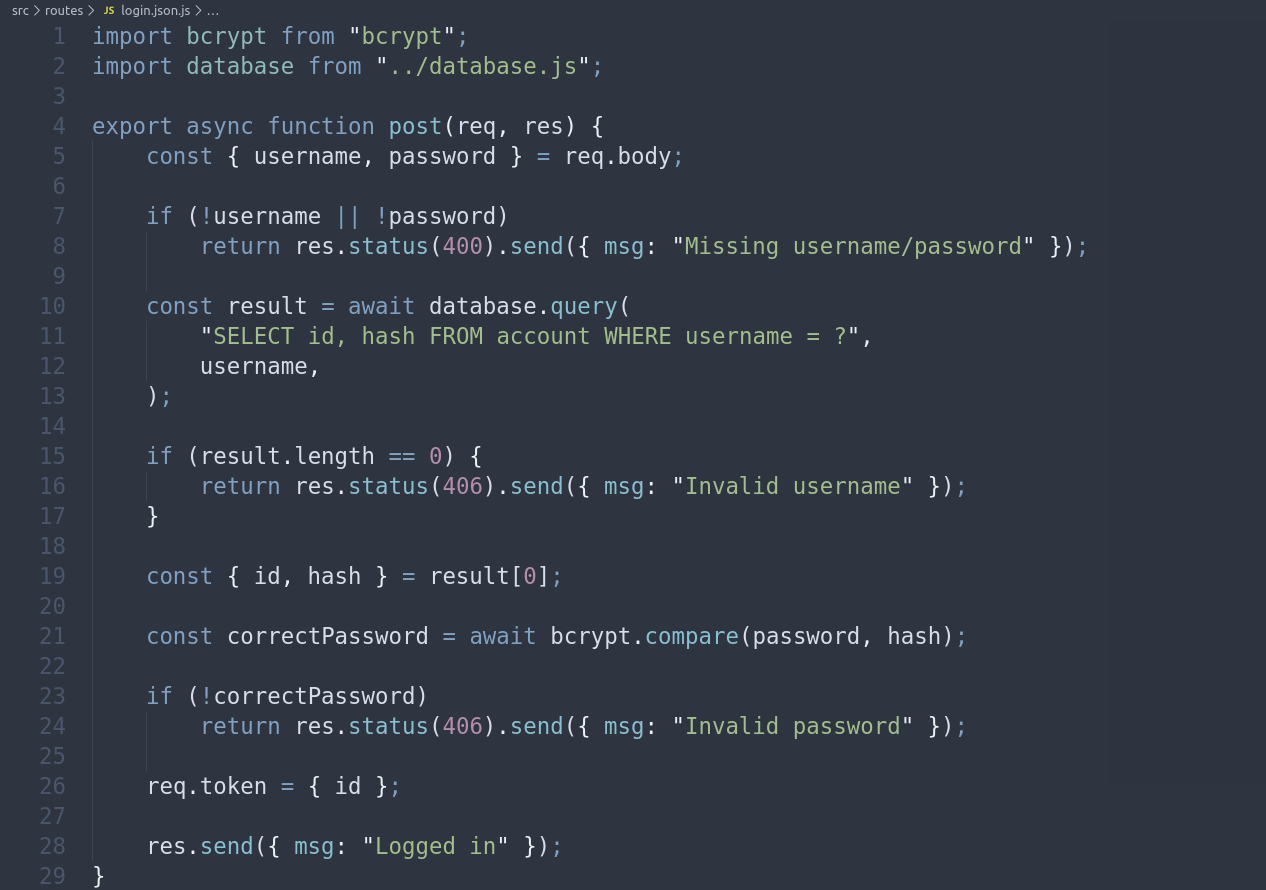 src > routes > JS login.json.js > ...
1 import bcrypt from "bcrypt";
2 import database from "../database.js";
3
4 export async function post(req, res) {
5     const { username, password } = req.body;
6
7     if (!username || !password)
8         return res.status(400).send({ msg: "Missing username/password" });
9
10     const result = await database.query(
11         "SELECT id, hash FROM account WHERE username = ?",
12         username,
13     );
14
15     if (result.length == 0) {
16         return res.status(406).send({ msg: "Invalid username" });
17     }
18
19     const { id, hash } = result[0];
20
21     const correctPassword = await bcrypt.compare(password, hash);
22
23     if (!correctPassword)
24         return res.status(406).send({ msg: "Invalid password" });
25
26     req.token = { id };
27
28     res.send({ msg: "Logged in" });
29 }